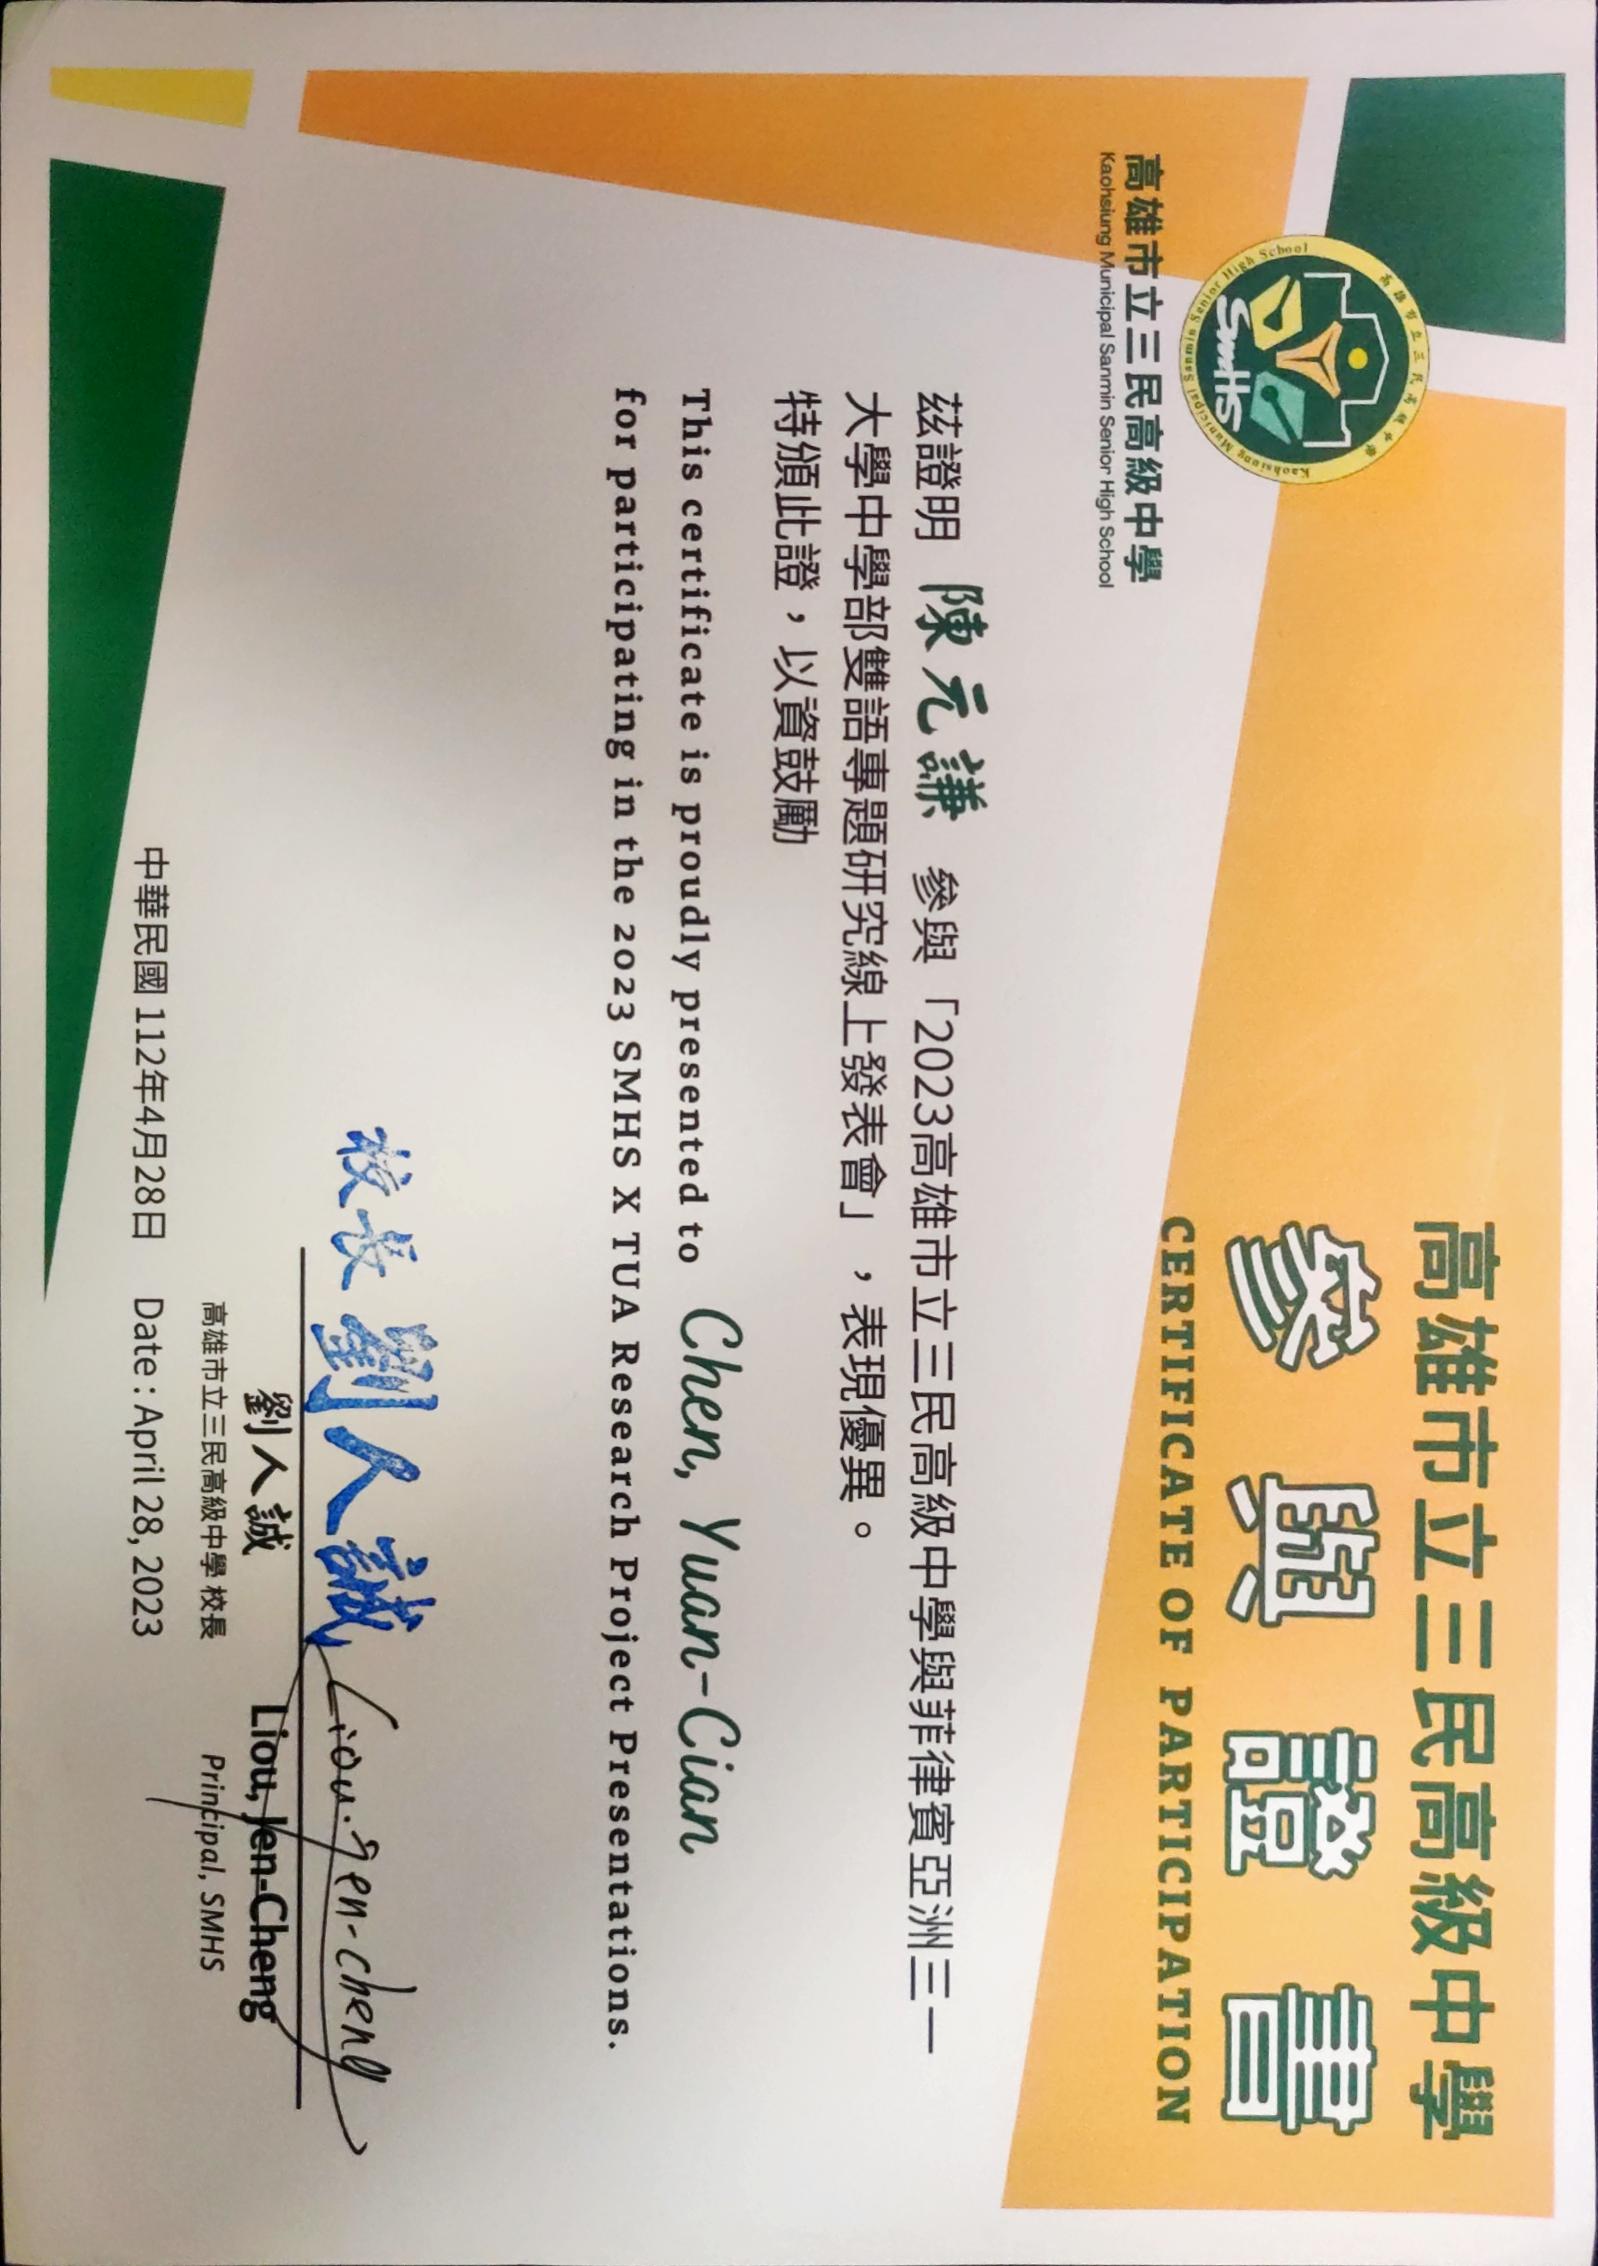 高雄市立三民高級中學
參與證書
CERTIFICATE OF PARTICIPATION
高雄市立三民高級中學
Kaohsiung Municipal Sanmin Senior High School
SMHS
高雄市立三民高級中學
Kaohsiung Municipal Sanmin Senior High School
茲證明 陳元謙 參與「2023高雄市立三民高級中學與菲律賓亞洲三一
大學中學部雙語專題研究線上發表會」，表現優異。
特頒此證，以資鼓勵
This certificate is proudly presented to Chen, Yuan-Cian
for participating in the 2023 SMHS X TUA Research Project Presentations.
校長 劉人誠 Liou. Jen-cheng
劉人誠 Liou, Jen-Cheng
高雄市立三民高級中學 校長 Principal, SMHS
中華民國 112年4月28日 Date : April 28, 2023